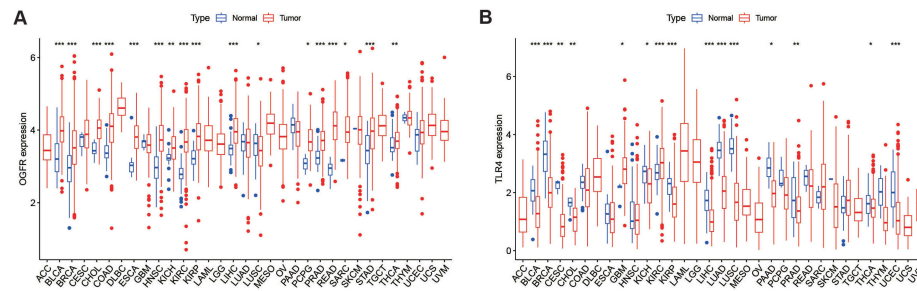 A
Type Normal Tumor
*** *** *** *** *** *** *** *** *** *** * * *** *** * *** **
OGFR expression
6
4
2
ACC BLCA BRCA CESC CHOL COAD DLBC ESCA GBM HNSC KICH KIRC KIRP LAML LGG LIHC LUAD LUSC MESO OV PAAD PCPG PRAD READ SARC SKCM STAD TGCT THCA THYM UCEC UCS UVM
B
Type Normal Tumor
*** *** ** ** * * *** *** *** *** *** * ** * ***
TLR4 expression
6
4
2
0
ACC BLCA BRCA CESC CHOL COAD DLBC ESCA GBM HNSC KICH KIRC KIRP LAML LGG LIHC LUAD LUSC MESO OV PAAD PCPG PRAD READ SARC SKCM STAD TGCT THCA THYM UCEC UCS